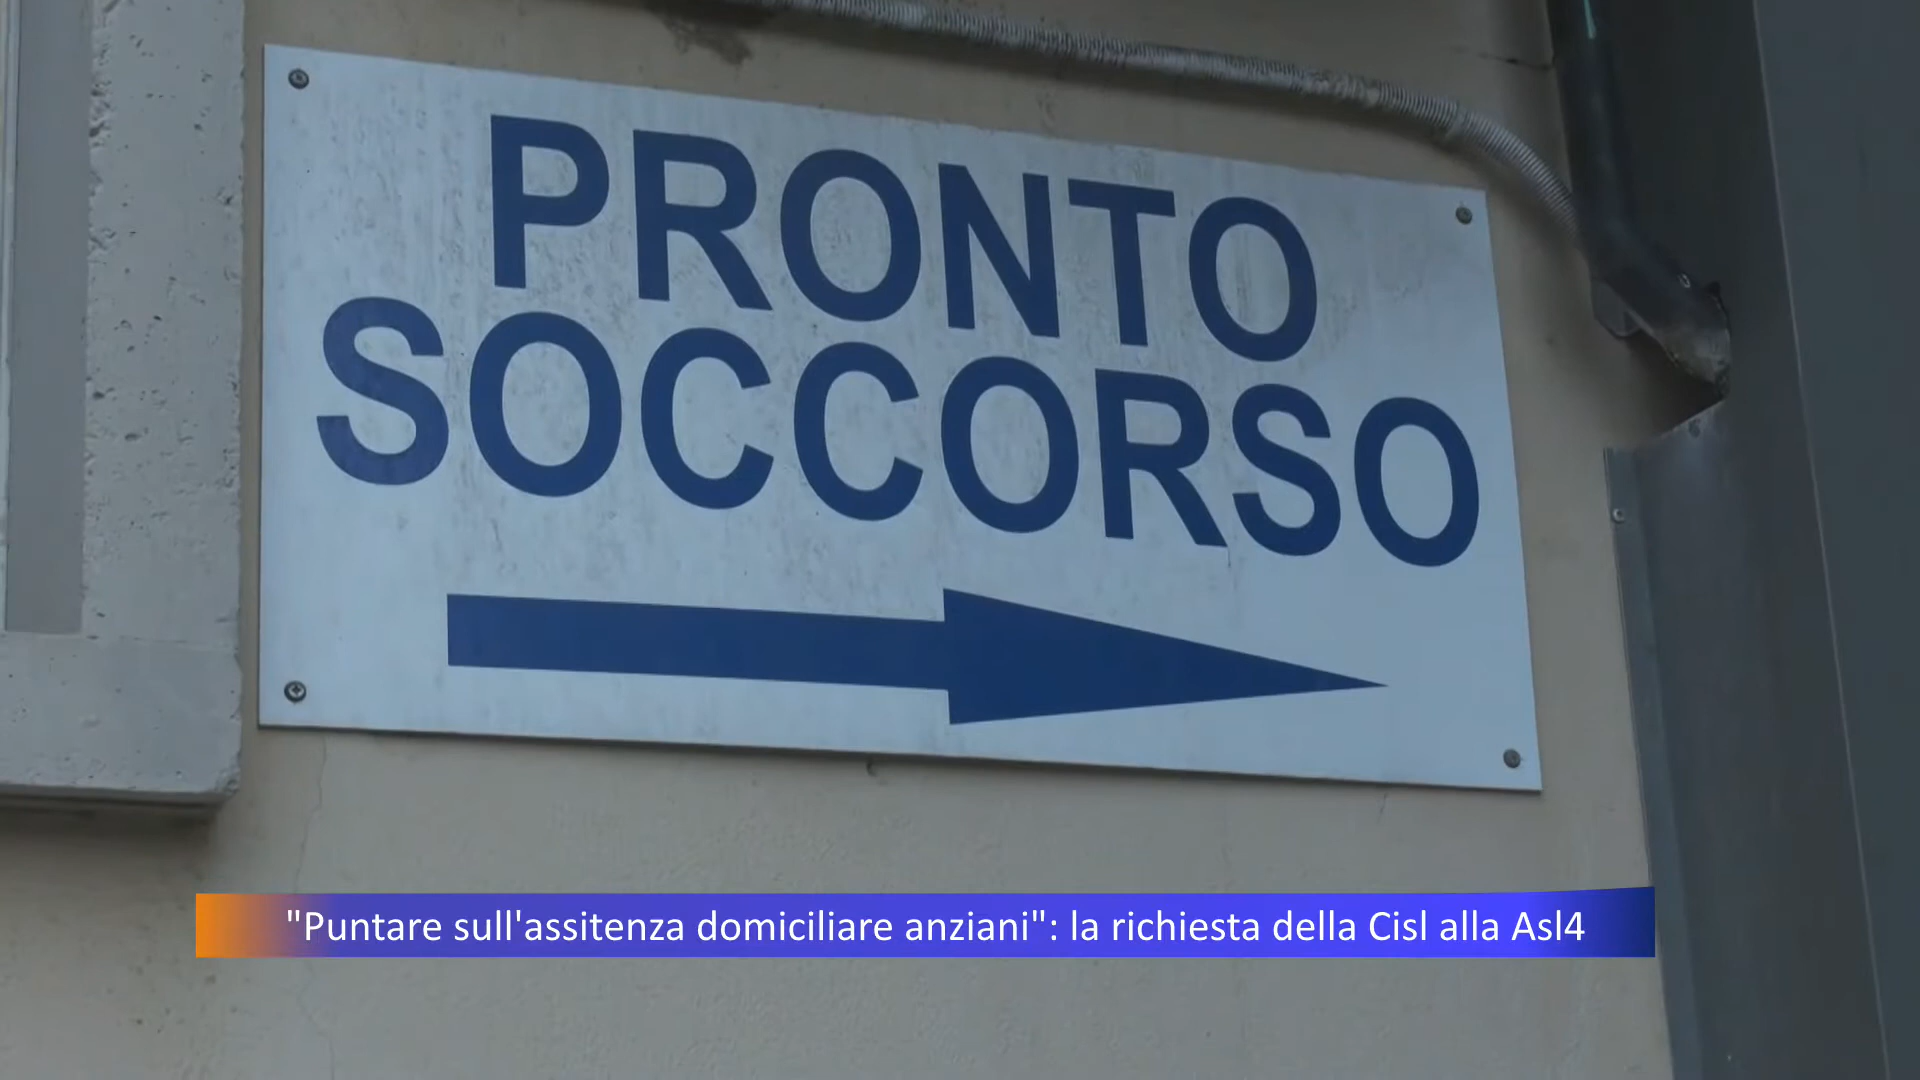 PRONTO
SOCCORSO
"Puntare sull'assitenza domiciliare anziani": la richiesta della Cisl alla Asl4